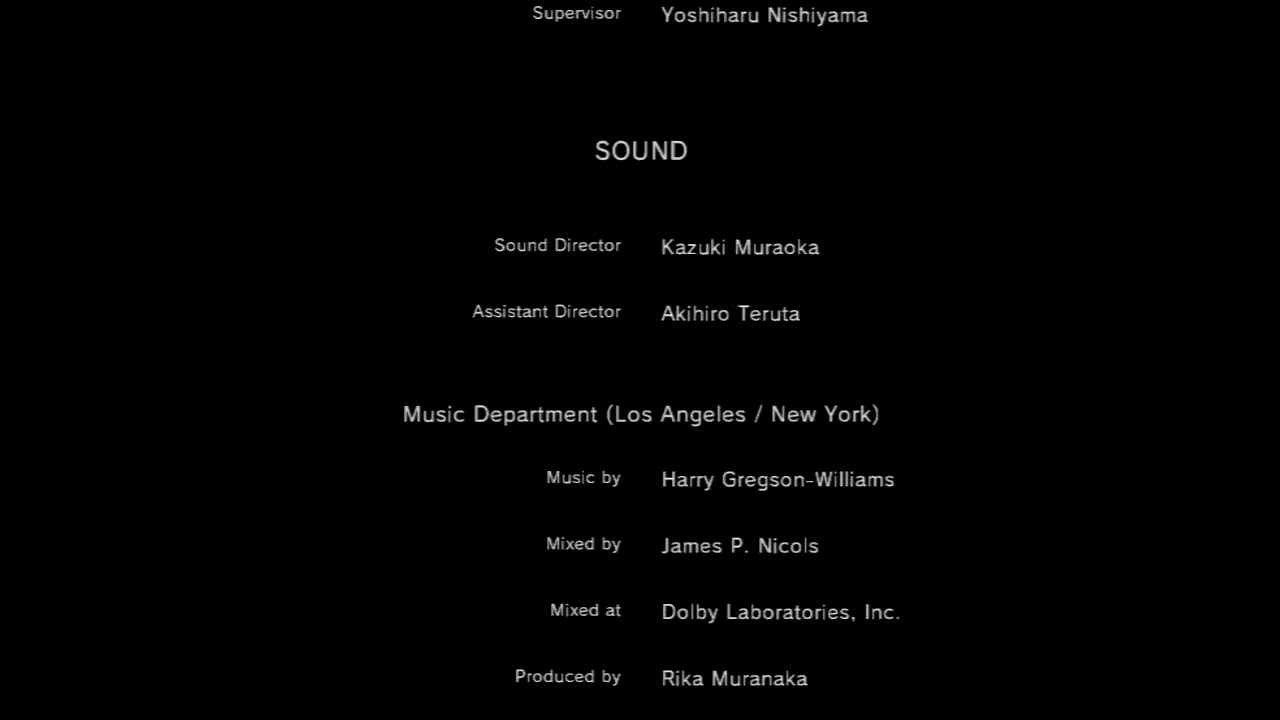 Supervisor Yoshiharu Nishiyama
SOUND
Sound Director Kazuki Muraoka
Assistant Director Akihiro Teruta
Music Department (Los Angeles / New York)
Music by Harry Gregson-Williams
Mixed by James P. Nicols
Mixed at Dolby Laboratories, Inc.
Produced by Rika Muranaka